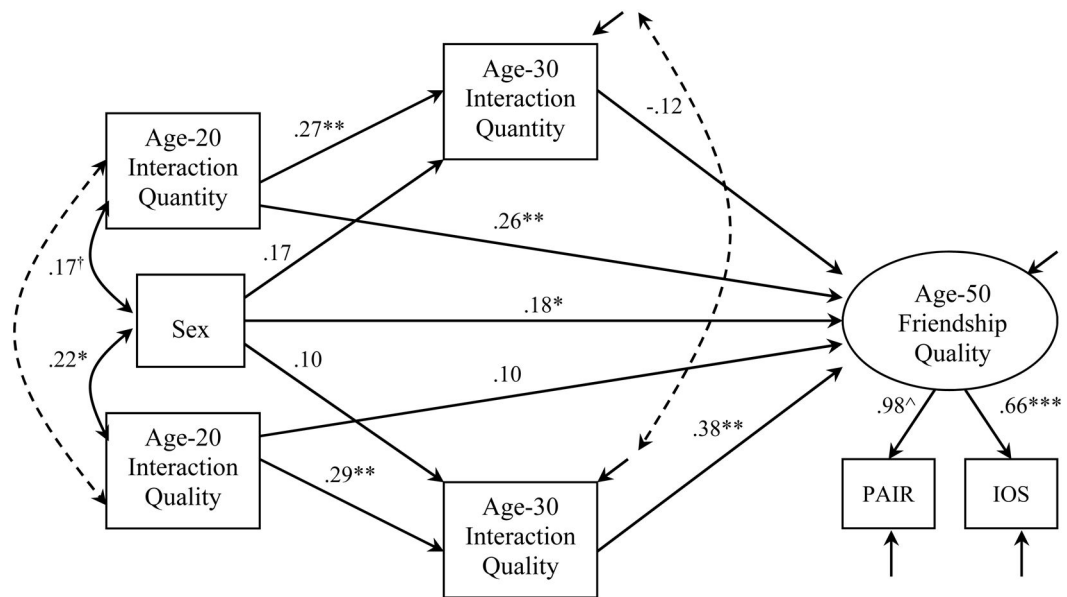 Age-30
Interaction
Quantity
-.12
.27**
Age-20
Interaction
Quantity
.26**
.17
.17†
Age-50
Friendship
Quality
Sex
.18*
.22*
.10
.10
.98^
.66***
Age-20
Interaction
Quality
.38**
.29**
PAIR
IOS
Age-30
Interaction
Quality